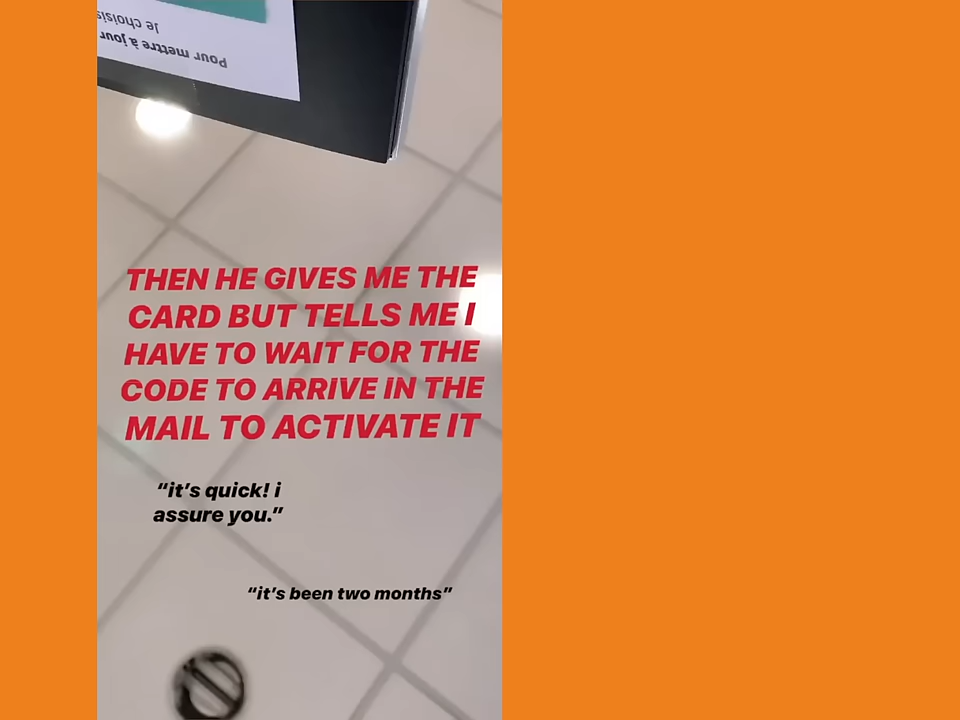 Pour mettre à jour
je choisis
THEN HE GIVES ME THE
CARD BUT TELLS ME I
HAVE TO WAIT FOR THE
CODE TO ARRIVE IN THE
MAIL TO ACTIVATE IT
“it’s quick! i
assure you.”
“it’s been two months”